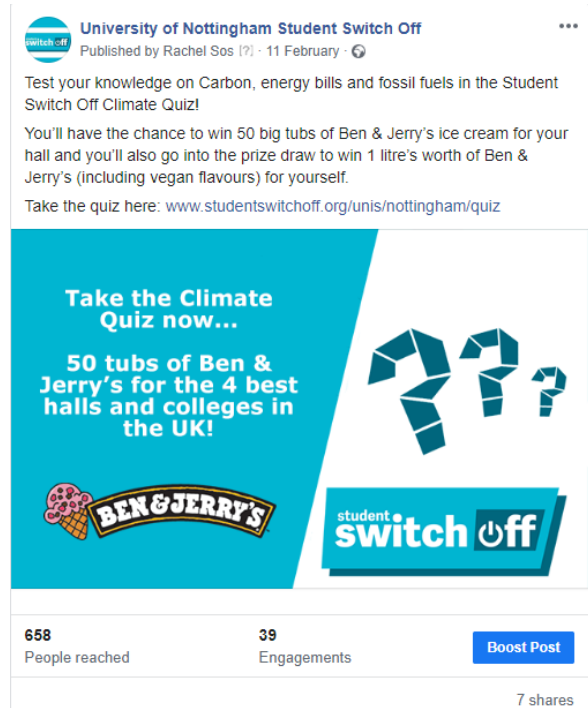 switch off
University of Nottingham Student Switch Off
Published by Rachel Sos [?] · 11 February ·
Test your knowledge on Carbon, energy bills and fossil fuels in the Student
Switch Off Climate Quiz!
You'll have the chance to win 50 big tubs of Ben & Jerry's ice cream for your
hall and you'll also go into the prize draw to win 1 litre's worth of Ben &
Jerry's (including vegan flavours) for yourself.
Take the quiz here: www.studentswitchoff.org/unis/nottingham/quiz
Take the Climate
Quiz now...
50 tubs of Ben &
Jerry's for the 4 best
halls and colleges in
the UK!
???
BEN & JERRY'S
student
switch off
658
People reached
39
Engagements
Boost Post
7 shares